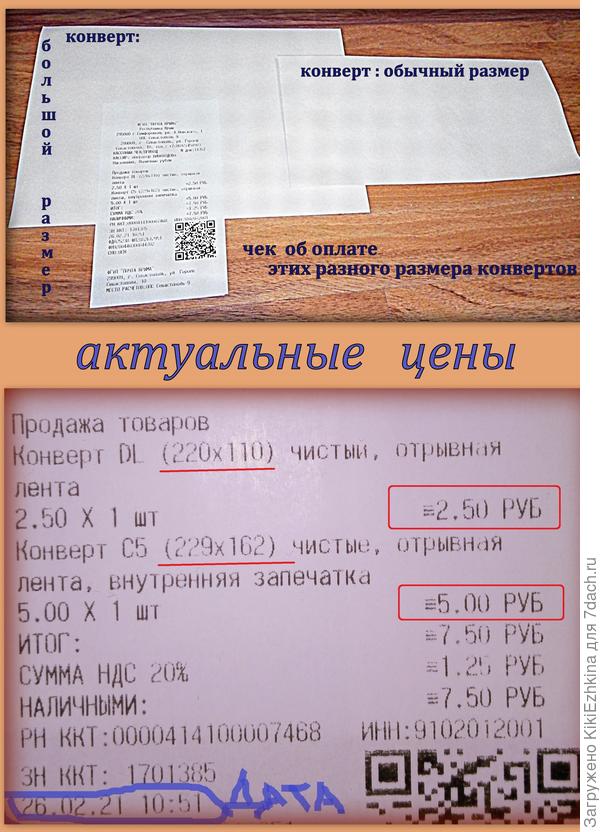 конверт:
большой размер
конверт : обычный размер
чек об оплате
этих разного размера конвертов
актуальные цены
Продажа товаров
Конверт DL (220x110) чистый, отрывная
лента
2.50 X 1 шт ≡2.50 РУБ
Конверт C5 (229x162) чистые, отрывная
лента, внутренняя запечатка
5.00 X 1 шт ≡5.00 РУБ
ИТОГ: ≡7.50 РУБ
СУММА НДС 20% ≡1.25 РУБ
НАЛИЧНЫМИ: ≡7.50 РУБ
РН ККТ:0000414100007468 ИНН:9102012001
ЗН ККТ: 1701385
26.02.21 10:51 ДАТА
Загружено KikiEzhkina для 7dach.ru